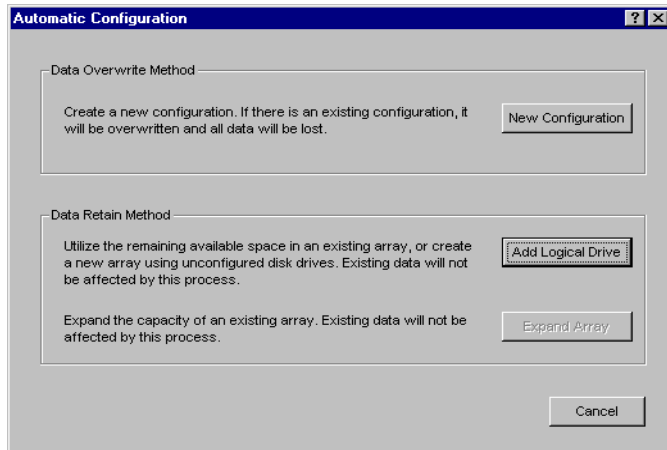 Automatic Configuration
Data Overwrite Method
Create a new configuration. If there is an existing configuration, it
will be overwritten and all data will be lost.
New Configuration
Data Retain Method
Utilize the remaining available space in an existing array, or create
a new array using unconfigured disk drives. Existing data will not
be affected by this process.
Add Logical Drive
Expand the capacity of an existing array. Existing data will not be
affected by this process.
Expand Array
Cancel